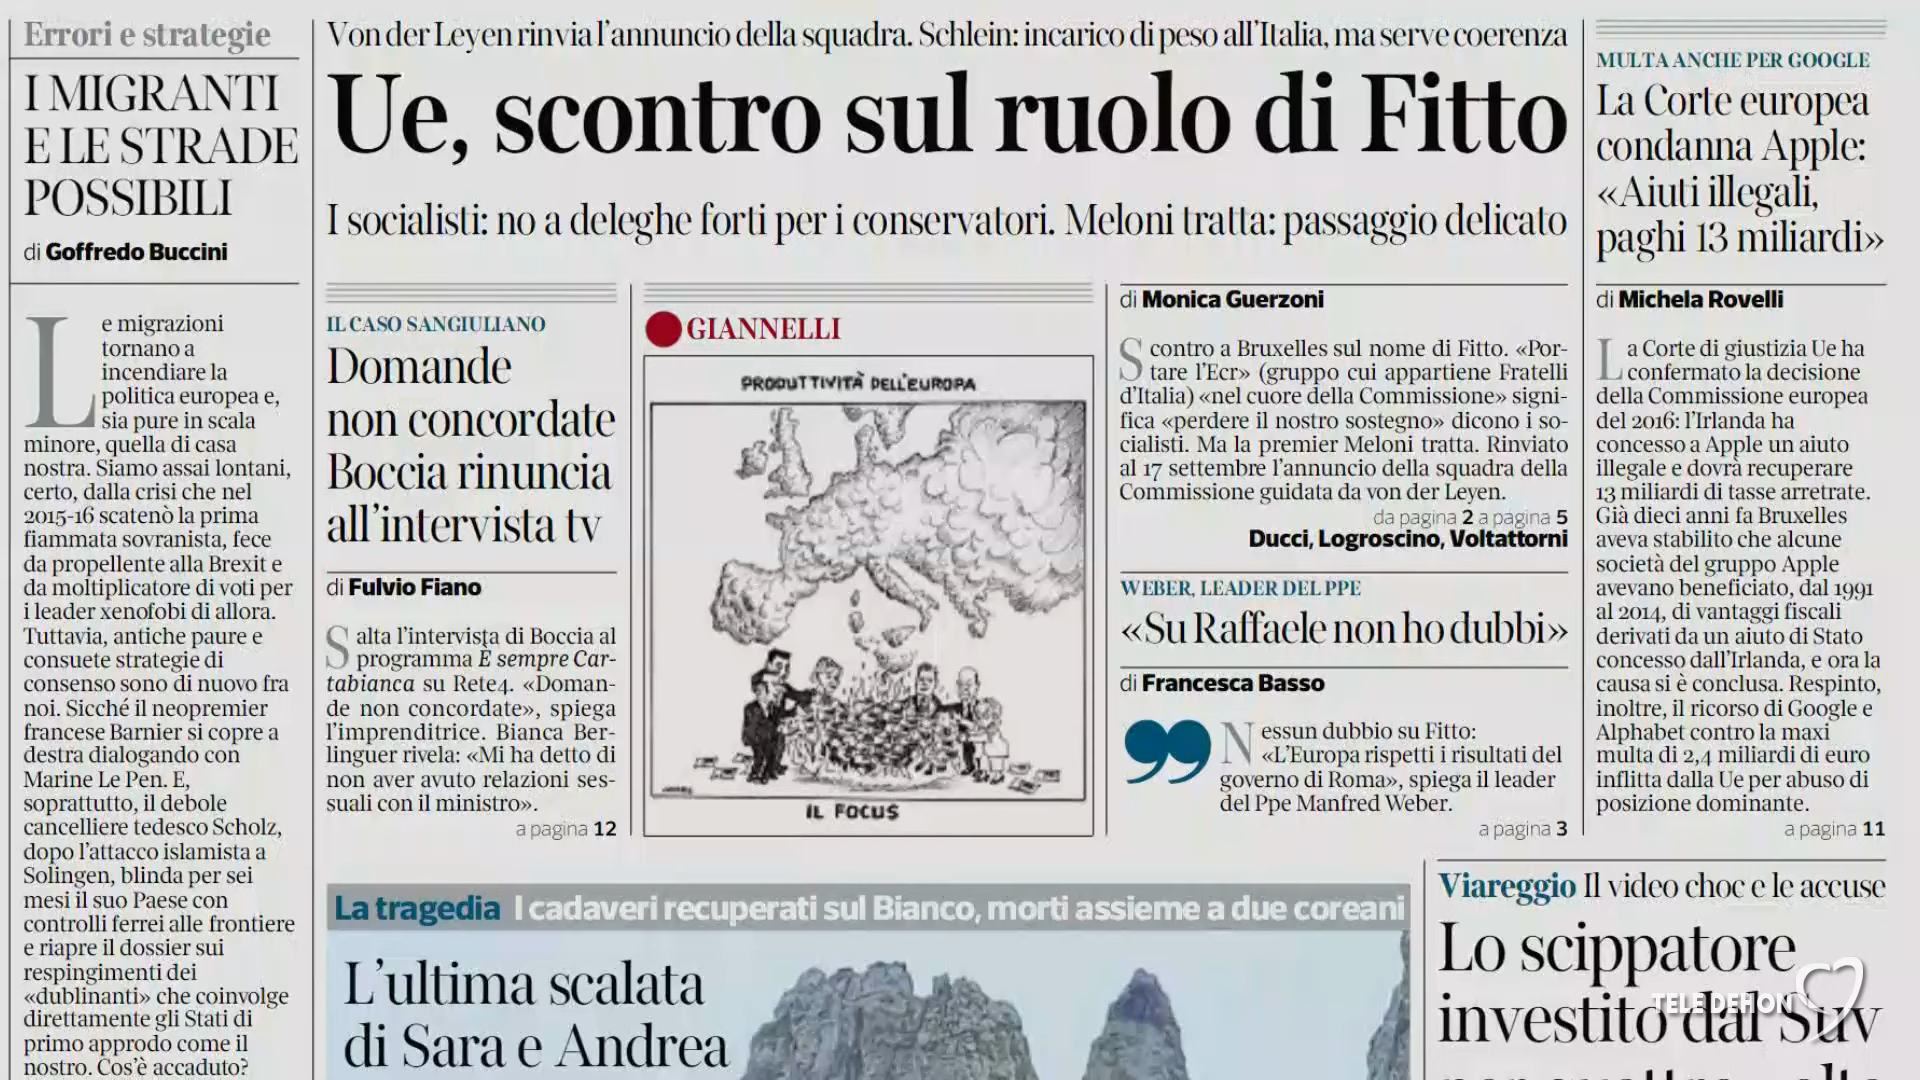 Errori e strategie
I MIGRANTI
E LE STRADE
POSSIBILI
di Goffredo Buccini
Le migrazioni
tornano a
incendiare la
politica europea e,
sia pure in scala
minore, quella di casa
nostra. Siamo assai lontani,
certo, dalla crisi che nel
2015-16 scatenò la prima
fiammata sovranista, fece
da propellente alla Brexit e
da moltiplicatore di voti per
i leader xenofobi di allora.
Tuttavia, antiche paure e
consuete strategie di
consenso sono di nuovo fra
noi. Sicché il neopremier
francese Barnier si copre a
destra dialogando con
Marine Le Pen. E,
soprattutto, il debole
cancelliere tedesco Scholz,
dopo l'attacco islamista a
Solingen, blinda per sei
mesi il suo Paese con
controlli ferrei alle frontiere
e riapre il dossier sui
respingimenti dei
«dublinanti» che coinvolge
direttamente gli Stati di
primo approdo come il
nostro. Cos'è accaduto?
Von der Leyen rinvia l'annuncio della squadra. Schlein: incarico di peso all'Italia, ma serve coerenza
Ue, scontro sul ruolo di Fitto
I socialisti: no a deleghe forti per i conservatori. Meloni tratta: passaggio delicato
IL CASO SANGIULIANO
Domande
non concordate
Boccia rinuncia
all'intervista tv
di Fulvio Fiano
Salta l'intervista di Boccia al
programma È sempre Car-
tabianca su Rete4. «Doman-
de non concordate», spiega
l'imprenditrice. Bianca Ber-
linguer rivela: «Mi ha detto di
non aver avuto relazioni ses-
suali con il ministro».
a pagina 12
GIANNELLI
PRODUTTIVITÀ DELL'EUROPA
IL FOCUS
di Monica Guerzoni
Scontro a Bruxelles sul nome di Fitto. «Por-
tare l'Ecr» (gruppo cui appartiene Fratelli
d'Italia) «nel cuore della Commissione» signi-
fica «perdere il nostro sostegno» dicono i so-
cialisti. Ma la premier Meloni tratta. Rinviato
al 17 settembre l'annuncio della squadra della
Commissione guidata da von der Leyen.
da pagina 2 a pagina 5
Ducci, Logroscino, Voltattorni
WEBER, LEADER DEL PPE
«Su Raffaele non ho dubbi»
di Francesca Basso
Nessun dubbio su Fitto:
«L'Europa rispetti i risultati del
governo di Roma», spiega il leader
del Ppe Manfred Weber.
a pagina 3
MULTA ANCHE PER GOOGLE
La Corte europea
condanna Apple:
«Aiuti illegali,
paghi 13 miliardi»
di Michela Rovelli
La Corte di giustizia Ue ha
confermato la decisione
della Commissione europea
del 2016: l'Irlanda ha
concesso a Apple un aiuto
illegale e dovrà recuperare
13 miliardi di tasse arretrate.
Già dieci anni fa Bruxelles
aveva stabilito che alcune
società del gruppo Apple
avevano beneficiato, dal 1991
al 2014, di vantaggi fiscali
derivati da un aiuto di Stato
concesso dall'Irlanda, e ora la
causa si è conclusa. Respinto,
inoltre, il ricorso di Google e
Alphabet contro la maxi
multa di 2,4 miliardi di euro
inflitta dalla Ue per abuso di
posizione dominante.
a pagina 11
La tragedia I cadaveri recuperati sul Bianco, morti assieme a due coreani
L'ultima scalata
di Sara e Andrea
Viareggio Il video choc e le accuse
Lo scippatore
investito dal Suv
TELE DEHON